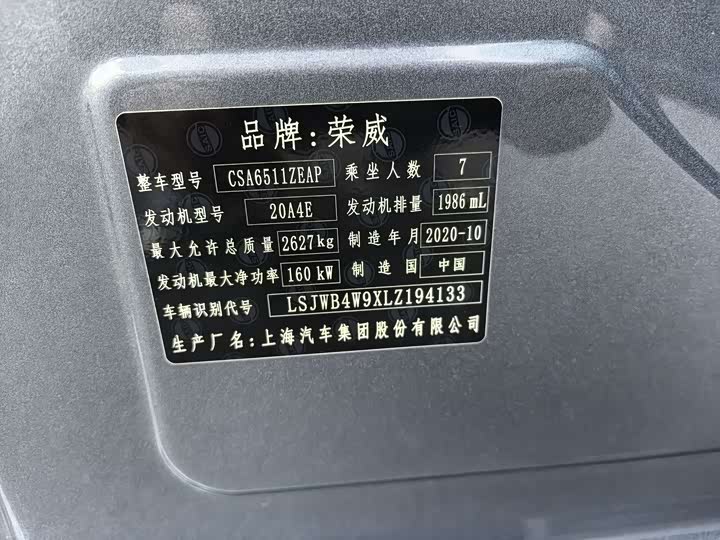 品牌:荣威
整车型号 CSA6511ZEAP 乘坐人数 7
发动机型号 20A4E 发动机排量 1986 mL
最大允许总质量 2627kg 制造年月 2020-10
发动机最大净功率 160 kW 制造国 中国
车辆识别代号 LSJWB4W9XLZ194133
生产厂名:上海汽车集团股份有限公司